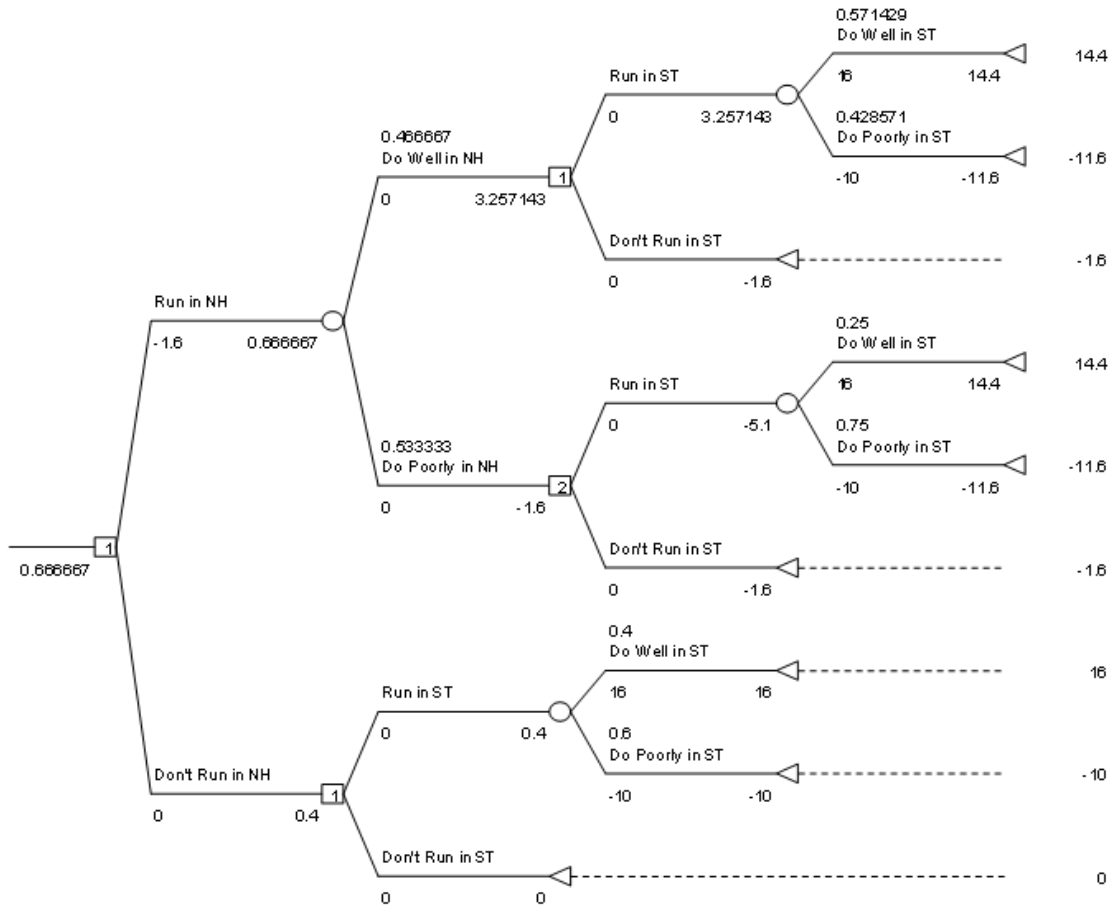 0.571429
Do Well in ST
16 14.4 14.4
Run in ST
0 3.257143
0.428571
Do Poorly in ST
-10 -11.6 -11.6
0.466667
Do Well in NH
0 3.257143
1
Don't Run in ST
0 -1.6 -1.6
Run in NH
-1.6 0.666667
0.25
Do Well in ST
16 14.4 14.4
Run in ST
0 -5.1
0.75
Do Poorly in ST
-10 -11.6 -11.6
0.533333
Do Poorly in NH
0 -1.6
2
Don't Run in ST
0 -1.6 -1.6
1
0.666667
0.4
Do Well in ST
16 16 16
Run in ST
0 0.4
0.6
Do Poorly in ST
-10 -10 -10
Don't Run in NH
0 0.4
1
Don't Run in ST
0 0 0